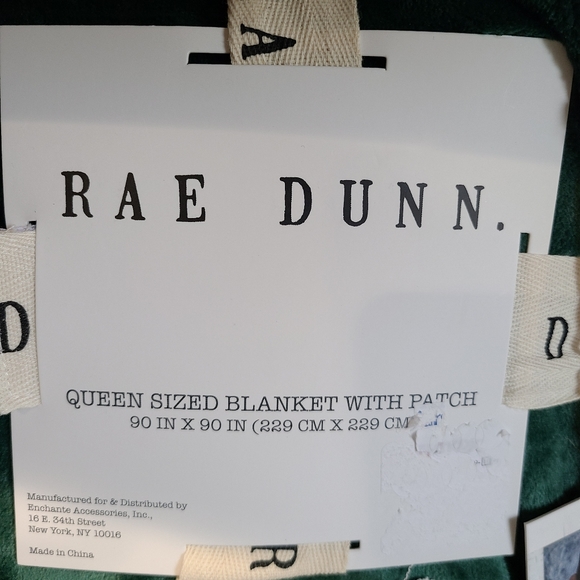 A
RAE DUNN.
D
D
QUEEN SIZED BLANKET WITH PATCH
90 IN X 90 IN (229 CM X 229 CM
Manufactured for & Distributed by
Enchante Accessories, Inc.,
16 E. 34th Street
New York, NY 10016
Made in China
R